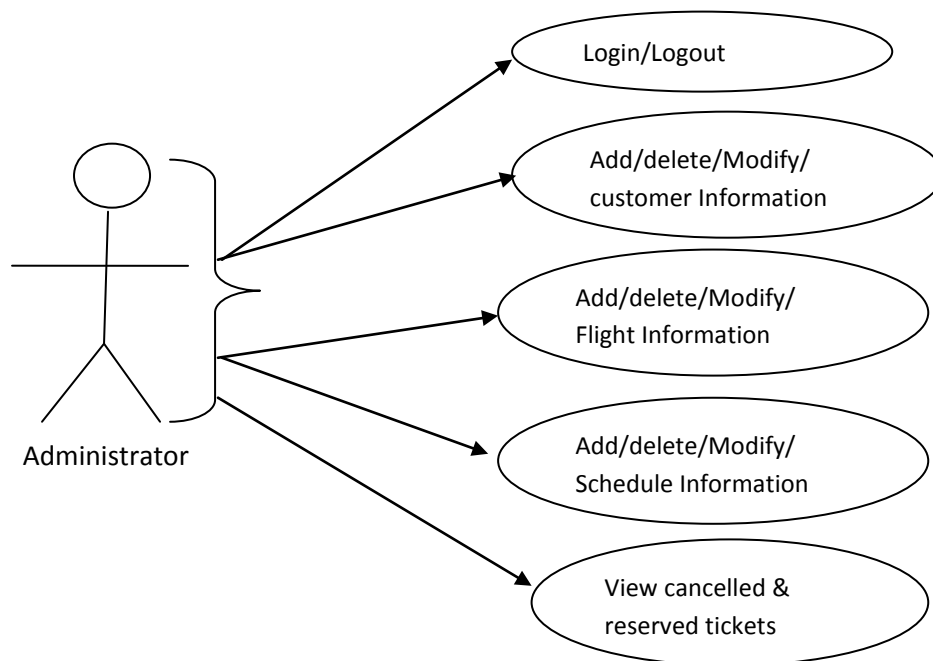 Login/Logout
Add/delete/Modify/
customer Information
Add/delete/Modify/
Flight Information
Administrator
Add/delete/Modify/
Schedule Information
View cancelled &
reserved tickets